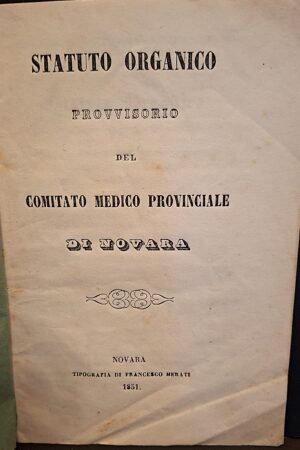 STATUTO ORGANICO
PROVVISORIO
DEL
COMITATO MEDICO PROVINCIALE
DI NOVARA
NOVARA
TIPOGRAFIA DI FRANCESCO MERATI
1851.